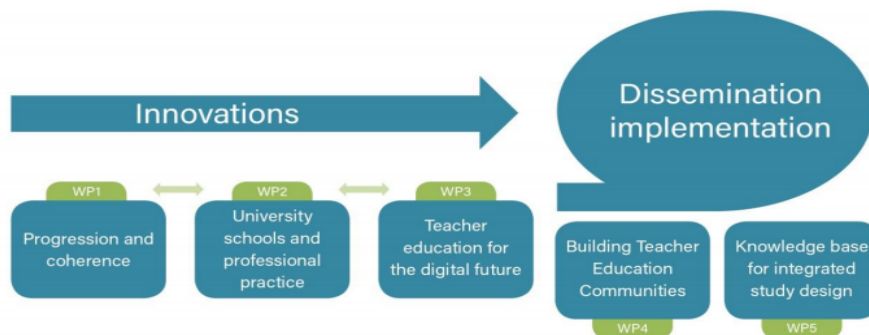 Innovations
Dissemination
implementation
WP1
Progression and
coherence
WP2
University
schools and
professional
practice
WP3
Teacher
education for
the digital future
Building Teacher
Education
Communities
WP4
Knowledge base
for integrated
study design
WP5